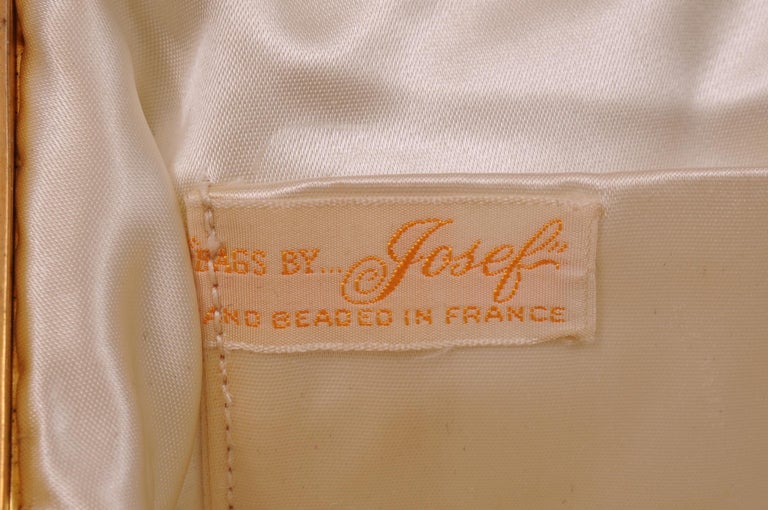 "BAGS BY... Josef"
AND BEADED IN FRANCE